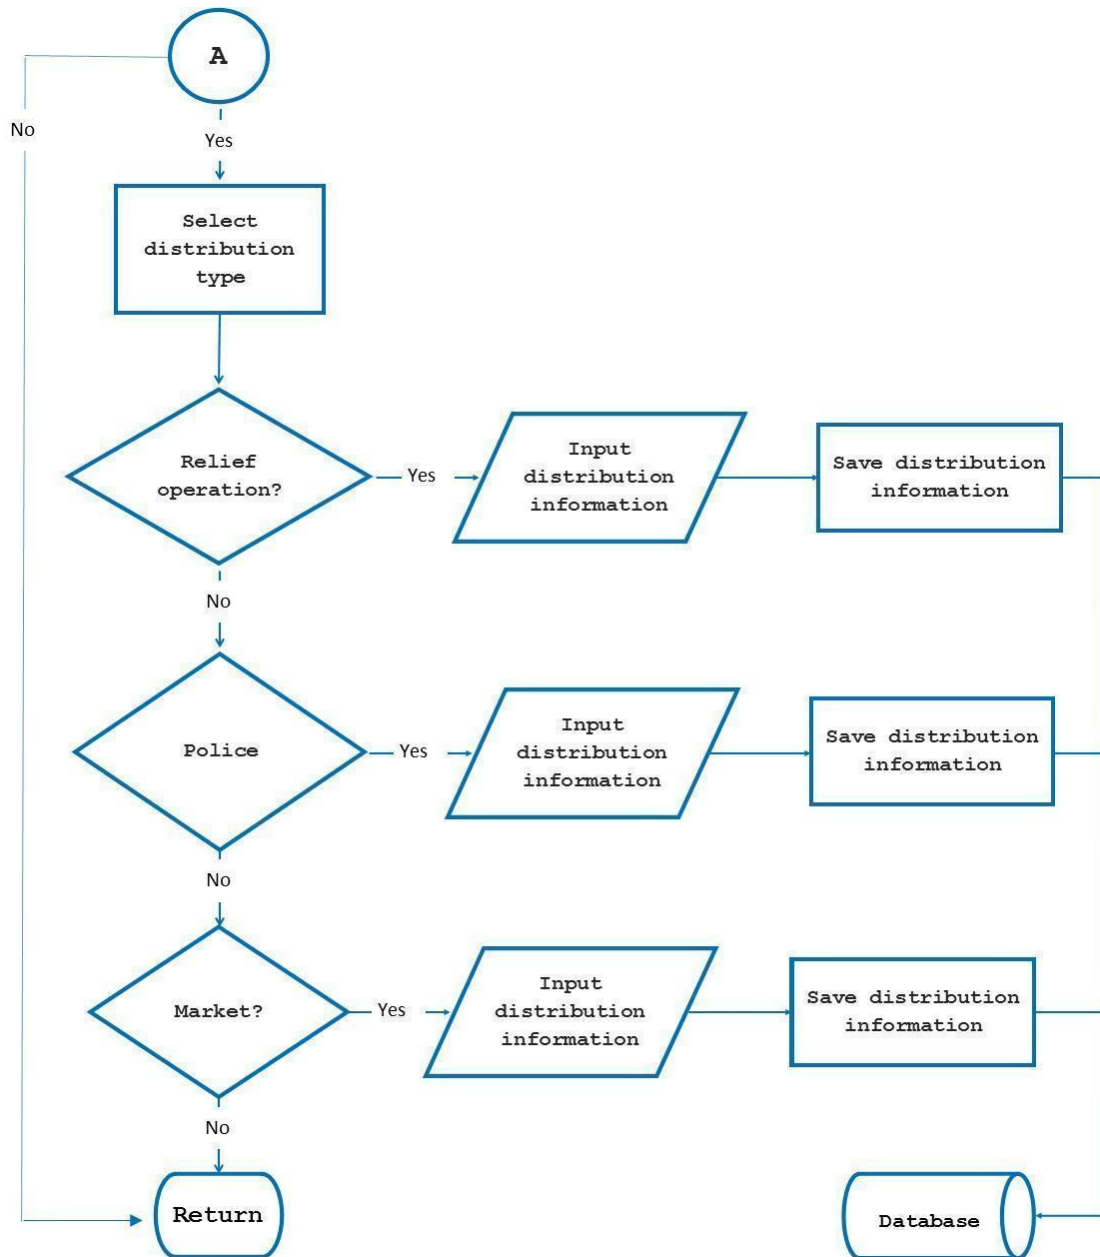 A
No
Yes
Select
distribution
type
Relief
operation?
Yes
Input
distribution
information
Save distribution
information
No
Police
Yes
Input
distribution
information
Save distribution
information
No
Market?
Yes
Input
distribution
information
Save distribution
information
No
Return
Database